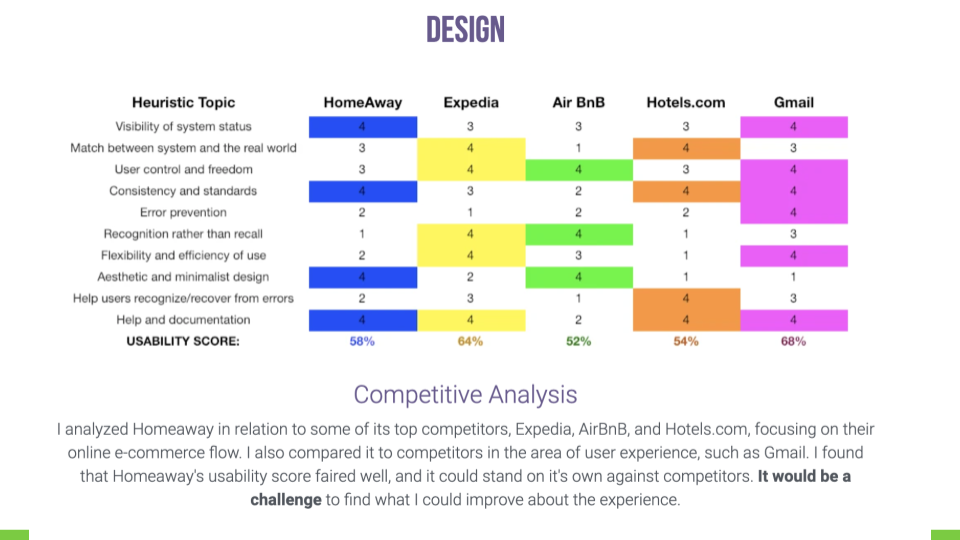 DESIGN
Heuristic Topic HomeAway Expedia Air BnB Hotels.com Gmail
Visibility of system status 4 3 3 3 4
Match between system and the real world 3 4 1 4 3
User control and freedom 3 4 4 3 4
Consistency and standards 4 3 2 4 4
Error prevention 2 1 2 2 4
Recognition rather than recall 1 4 4 1 3
Flexibility and efficiency of use 2 4 3 1 4
Aesthetic and minimalist design 4 2 4 1 1
Help users recognize/recover from errors 2 3 1 4 3
Help and documentation 4 4 2 4 4
USABILITY SCORE: 58% 64% 52% 54% 68%
Competitive Analysis
I analyzed Homeaway in relation to some of its top competitors, Expedia, AirBnB, and Hotels.com, focusing on their
online e-commerce flow. I also compared it to competitors in the area of user experience, such as Gmail. I found
that Homeaway's usability score faired well, and it could stand on it's own against competitors. It would be a
challenge to find what I could improve about the experience.